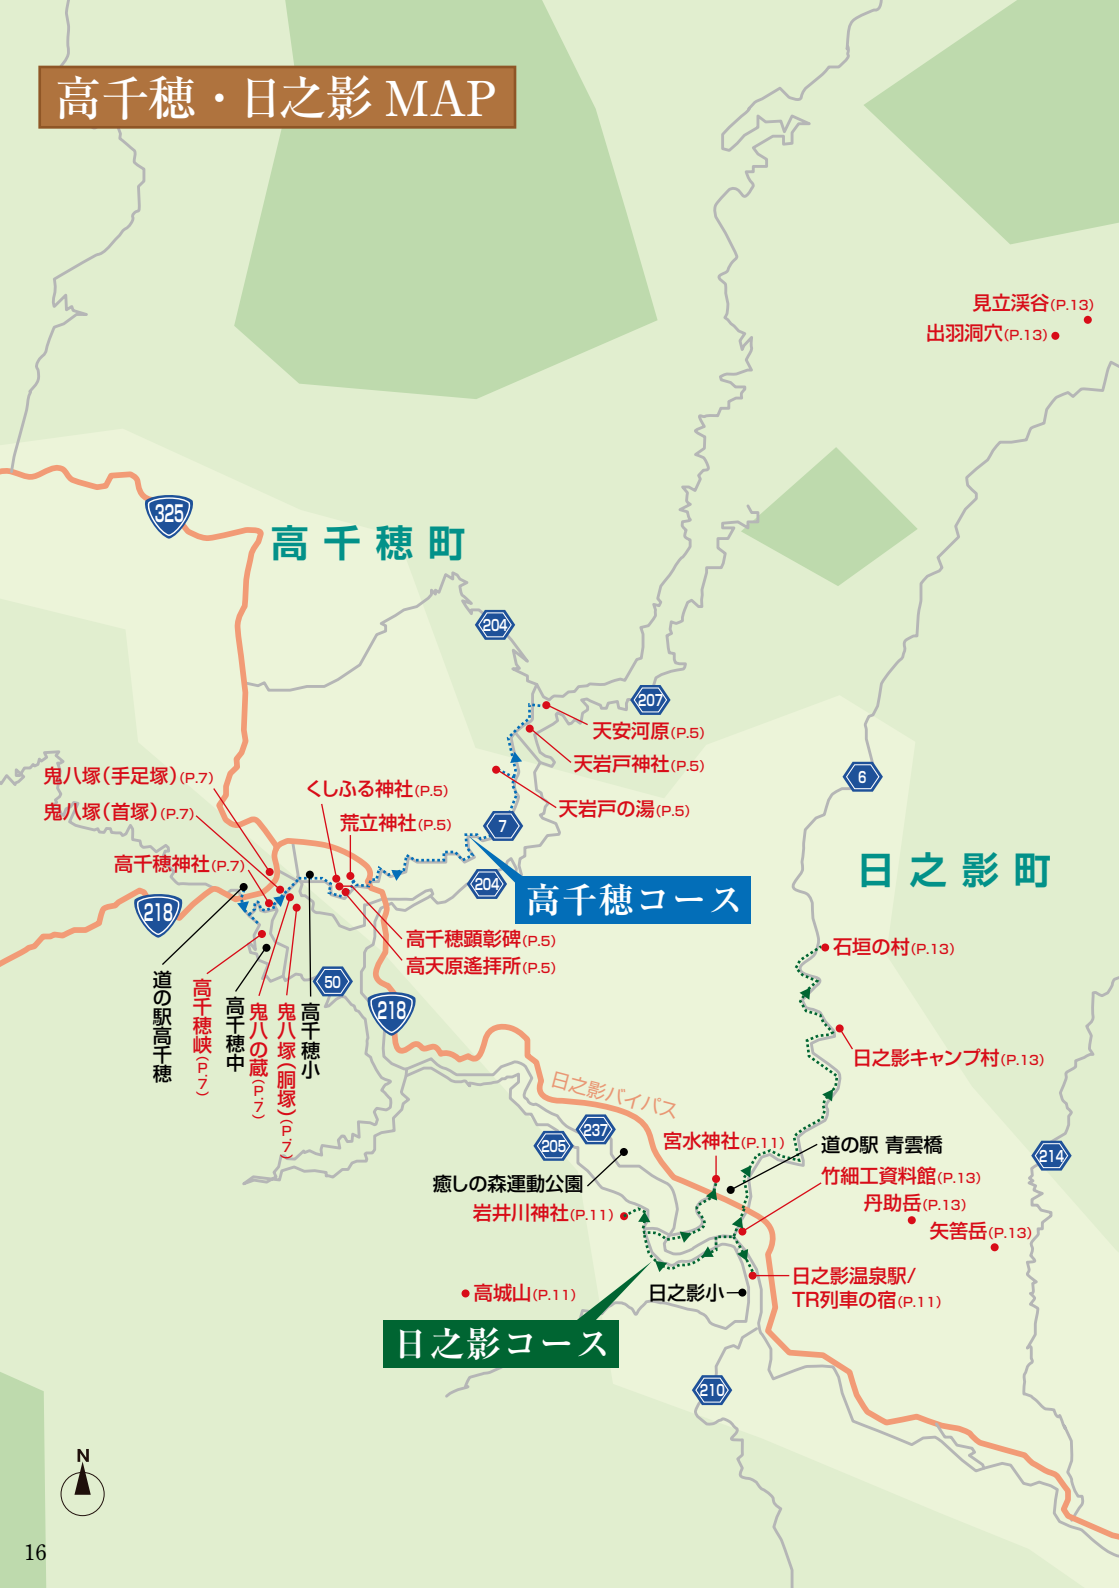 高千穂・日之影 MAP
見立渓谷(P.13)
出羽洞穴(P.13)
325
高千穂町
204
207
天安河原(P.5)
天岩戸神社(P.5)
6
鬼八塚(手足塚)(P.7)
くしふる神社(P.5)
天岩戸の湯(P.5)
鬼八塚(首塚)(P.7)
荒立神社(P.5)
7
高千穂神社(P.7)
日之影町
204
高千穂コース
218
高千穂顕彰碑(P.5)
石垣の村(P.13)
高天原遙拝所(P.5)
道の駅高千穂
高千穂峡(P.7)
高千穂中
鬼八の蔵(P.7)
鬼八塚(胴塚)(P.7)
高千穂小
50
218
日之影キャンプ村(P.13)
日之影バイパス
237
205
宮水神社(P.11)
道の駅 青雲橋
214
癒しの森運動公園
竹細工資料館(P.13)
丹助岳(P.13)
岩井川神社(P.11)
矢筈岳(P.13)
高城山(P.11)
日之影小
日之影温泉駅/
TR列車の宿(P.11)
日之影コース
210
N
16